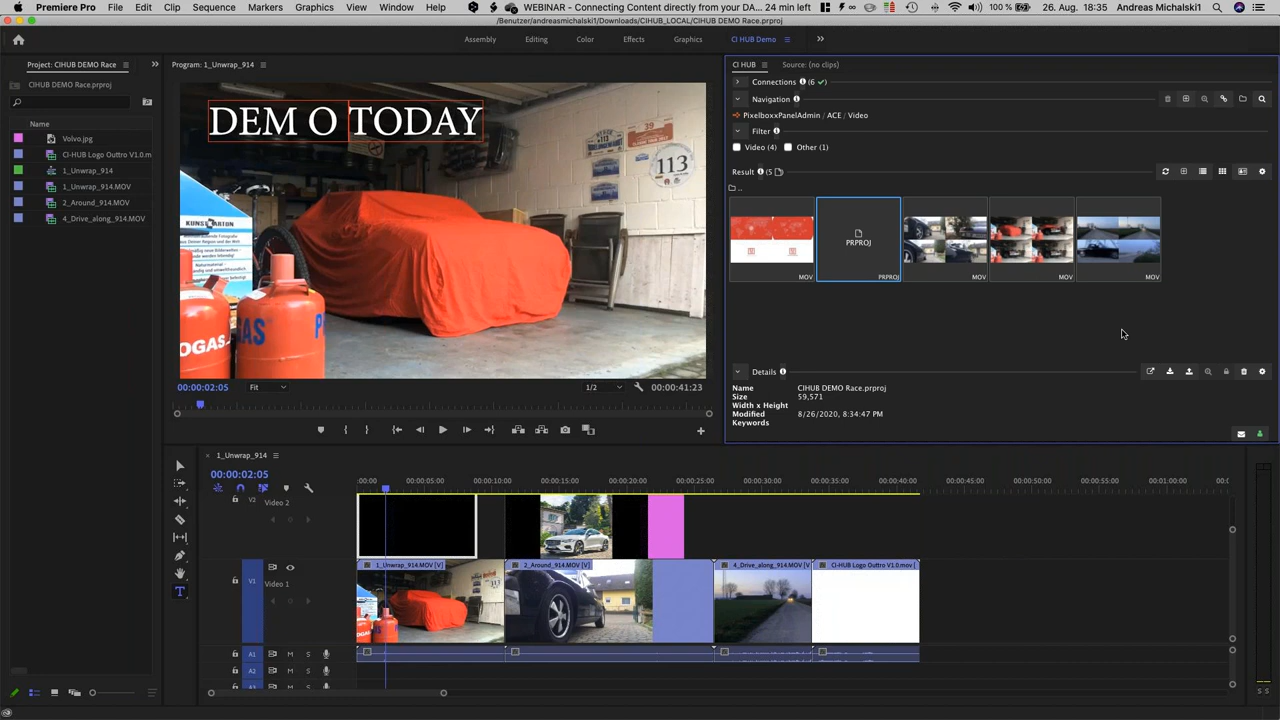 Premiere Pro File Edit Clip Sequence Markers Graphics View Window Help WEBINAR - Connecting Content directly from your DA... 24 min left 100 % 26. Aug. 18:35 Andreas Michalski1
/Benutzer/andreasmichalski1/Downloads/CIHUB_LOCAL/CIHUB DEMO Race.prproj
Assembly Editing Color Effects Graphics CI HUB Demo
Project: CIHUB DEMO Race
CIHUB DEMO Race.prproj
Name
Volvo.jpg
CI-HUB Logo Outtro V1.0.m
1_Unwrap_914
1_Unwrap_914.MOV
2_Around_914.MOV
4_Drive_along_914.MOV
Program: 1_Unwrap_914
DEM O TODAY
113
KUNST KARTON
OGAS
00:00:02:05 Fit 1/2 00:00:41:23
CI HUB Source: (no clips)
Connections (6
Navigation
PixelboxxPanelAdmin / ACE / Video
Filter
Video (4) Other (1)
Result (5
..
PRPROJ
MOV PRPROJ MOV MOV MOV
Details
Name CIHUB DEMO Race.prproj
Size 59,571
Width x Height
Modified 8/26/2020, 8:34:47 PM
Keywords
1_Unwrap_914
00:00:02:05
:00:00 00:00:05:00 00:00:10:00 00:00:15:00 00:00:20:00 00:00:25:00 00:00:30:00 00:00:35:00 00:00:40:00 00:00:45:00 00:00:50:00 00:00:55:00 00:01:00:00 00:0
V2 Video 2
1_Unwrap_914.MOV [V] 2_Around_914.MOV [V] 4_Drive_along_914.MOV [V CI-HUB Logo Outtro V1.0.mov [
V1 Video 1
A1 M S
A2 M S
S S